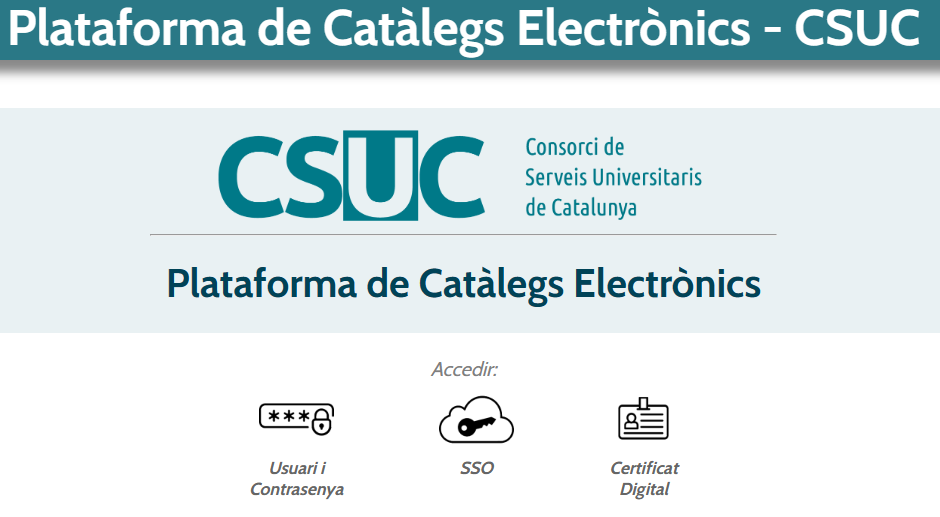 Plataforma de Catàlegs Electrònics - CSUC
CSUC
Consorci de
Serveis Universitaris
de Catalunya
Plataforma de Catàlegs Electrònics
Accedir:
***
Usuari i
Contrasenya
SSO
Certificat
Digital